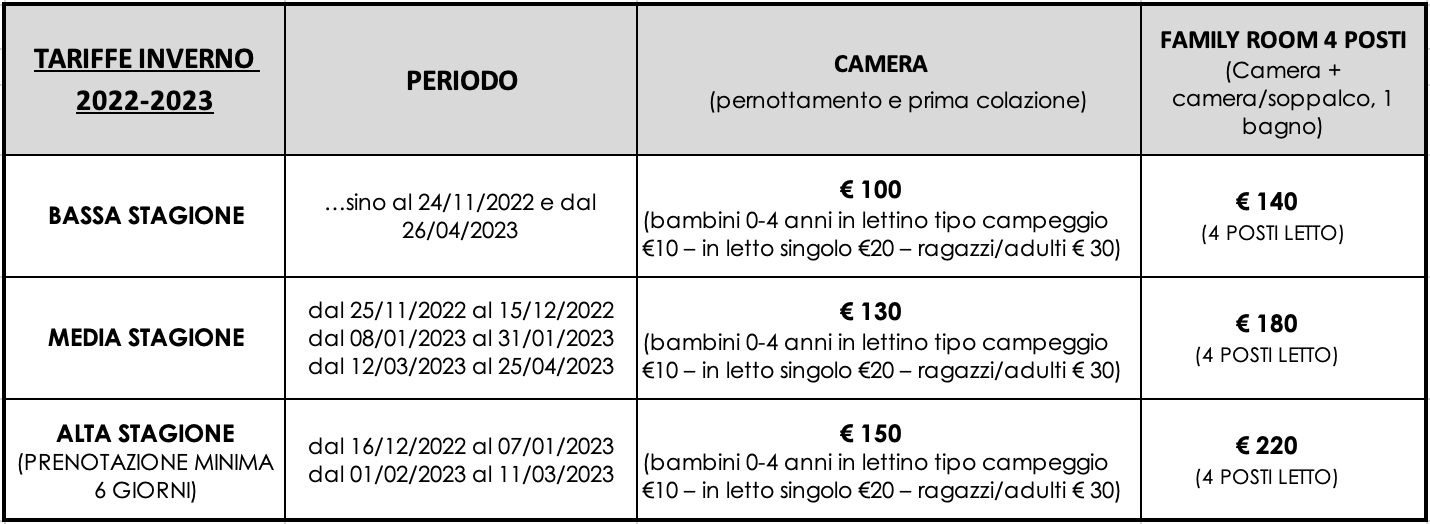 TARIFFE INVERNO
2022-2023
PERIODO
CAMERA
(pernottamento e prima colazione)
FAMILY ROOM 4 POSTI
(Camera +
camera/soppalco, 1
bagno)
BASSA STAGIONE
…sino al 24/11/2022 e dal
26/04/2023
€ 100
(bambini 0-4 anni in lettino tipo campeggio
€10 – in letto singolo €20 – ragazzi/adulti € 30)
€ 140
(4 POSTI LETTO)
MEDIA STAGIONE
dal 25/11/2022 al 15/12/2022
dal 08/01/2023 al 31/01/2023
dal 12/03/2023 al 25/04/2023
€ 130
(bambini 0-4 anni in lettino tipo campeggio
€10 – in letto singolo €20 – ragazzi/adulti € 30)
€ 180
(4 POSTI LETTO)
ALTA STAGIONE
(PRENOTAZIONE MINIMA
6 GIORNI)
dal 16/12/2022 al 07/01/2023
dal 01/02/2023 al 11/03/2023
€ 150
(bambini 0-4 anni in lettino tipo campeggio
€10 – in letto singolo €20 – ragazzi/adulti € 30)
€ 220
(4 POSTI LETTO)